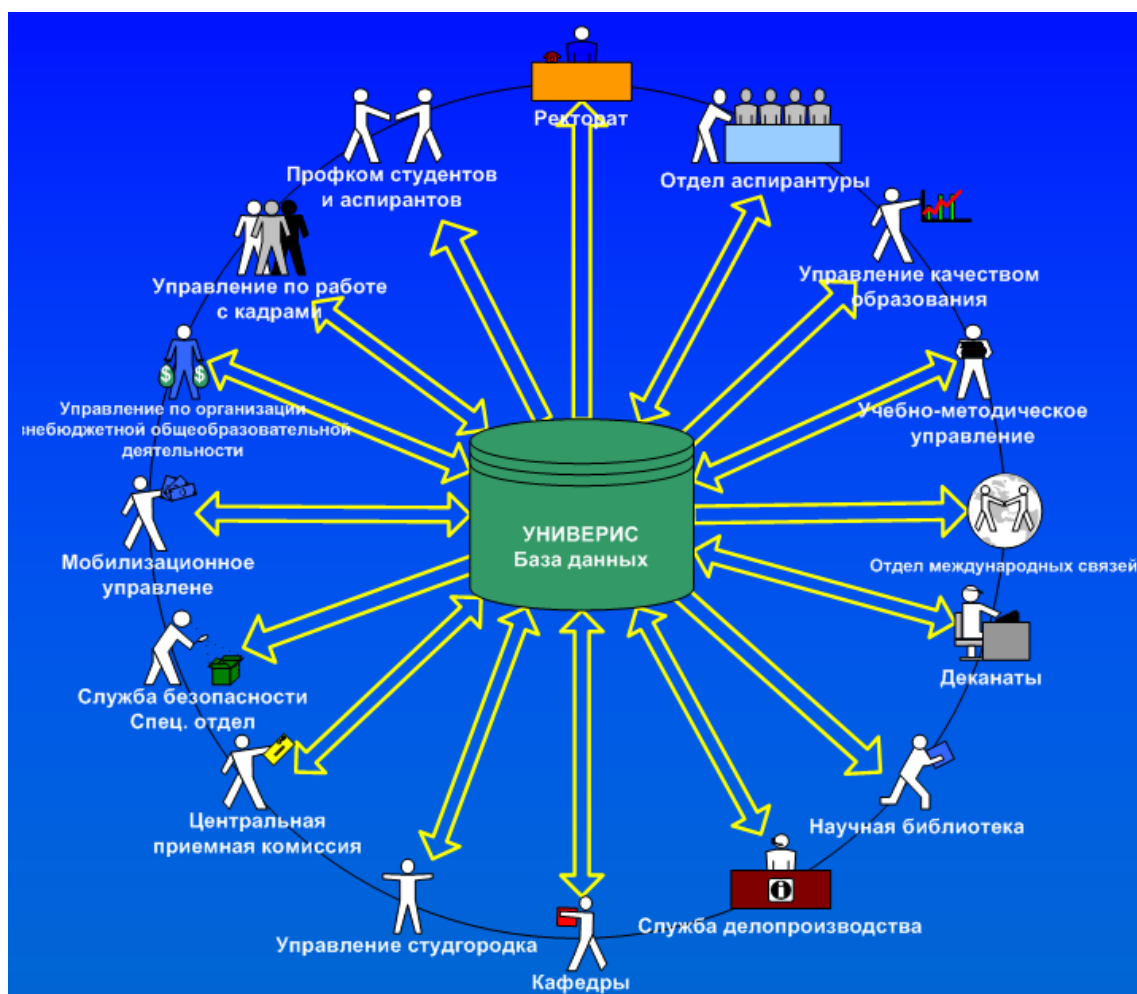 Ректорат
Профком студентов
и аспирантов
Отдел аспирантуры
Управление по работе
с кадрами
Управление качеством
образования
Управление по организации
внебюджетной общеобразовательной
деятельности
Учебно-методическое
управление
УНИВЕРИС
База данных
Мобилизационное
управлене
Отдел международных связей
Служба безопасности
Спец. отдел
Деканаты
Центральная
приемная комиссия
Научная библиотека
Управление студгородка
Служба делопроизводства
Кафедры